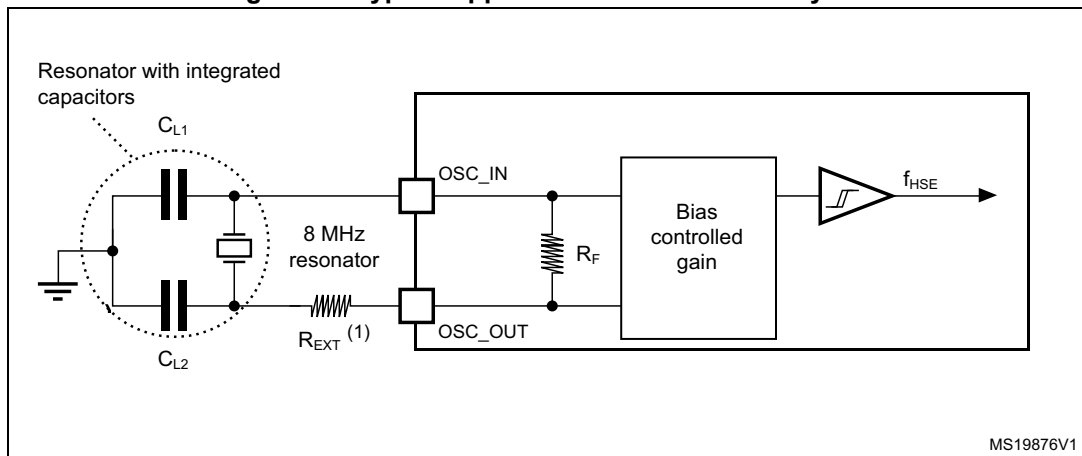 Resonator with integrated
capacitors
C_L1
OSC_IN
8 MHz
resonator
R_F
Bias
controlled
gain
f_HSE
R_EXT (1)
OSC_OUT
C_L2
MS19876V1